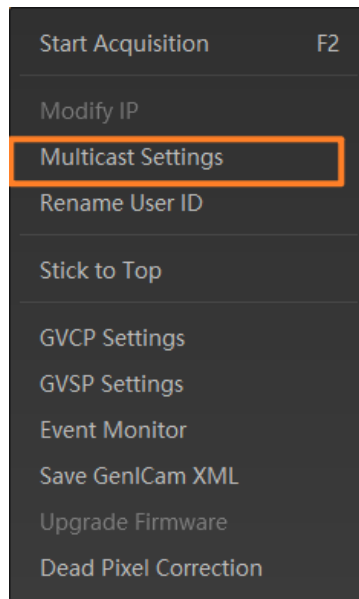 Start Acquisition F2
Modify IP
Multicast Settings
Rename User ID
Stick to Top
GVCP Settings
GVSP Settings
Event Monitor
Save GenICam XML
Upgrade Firmware
Dead Pixel Correction